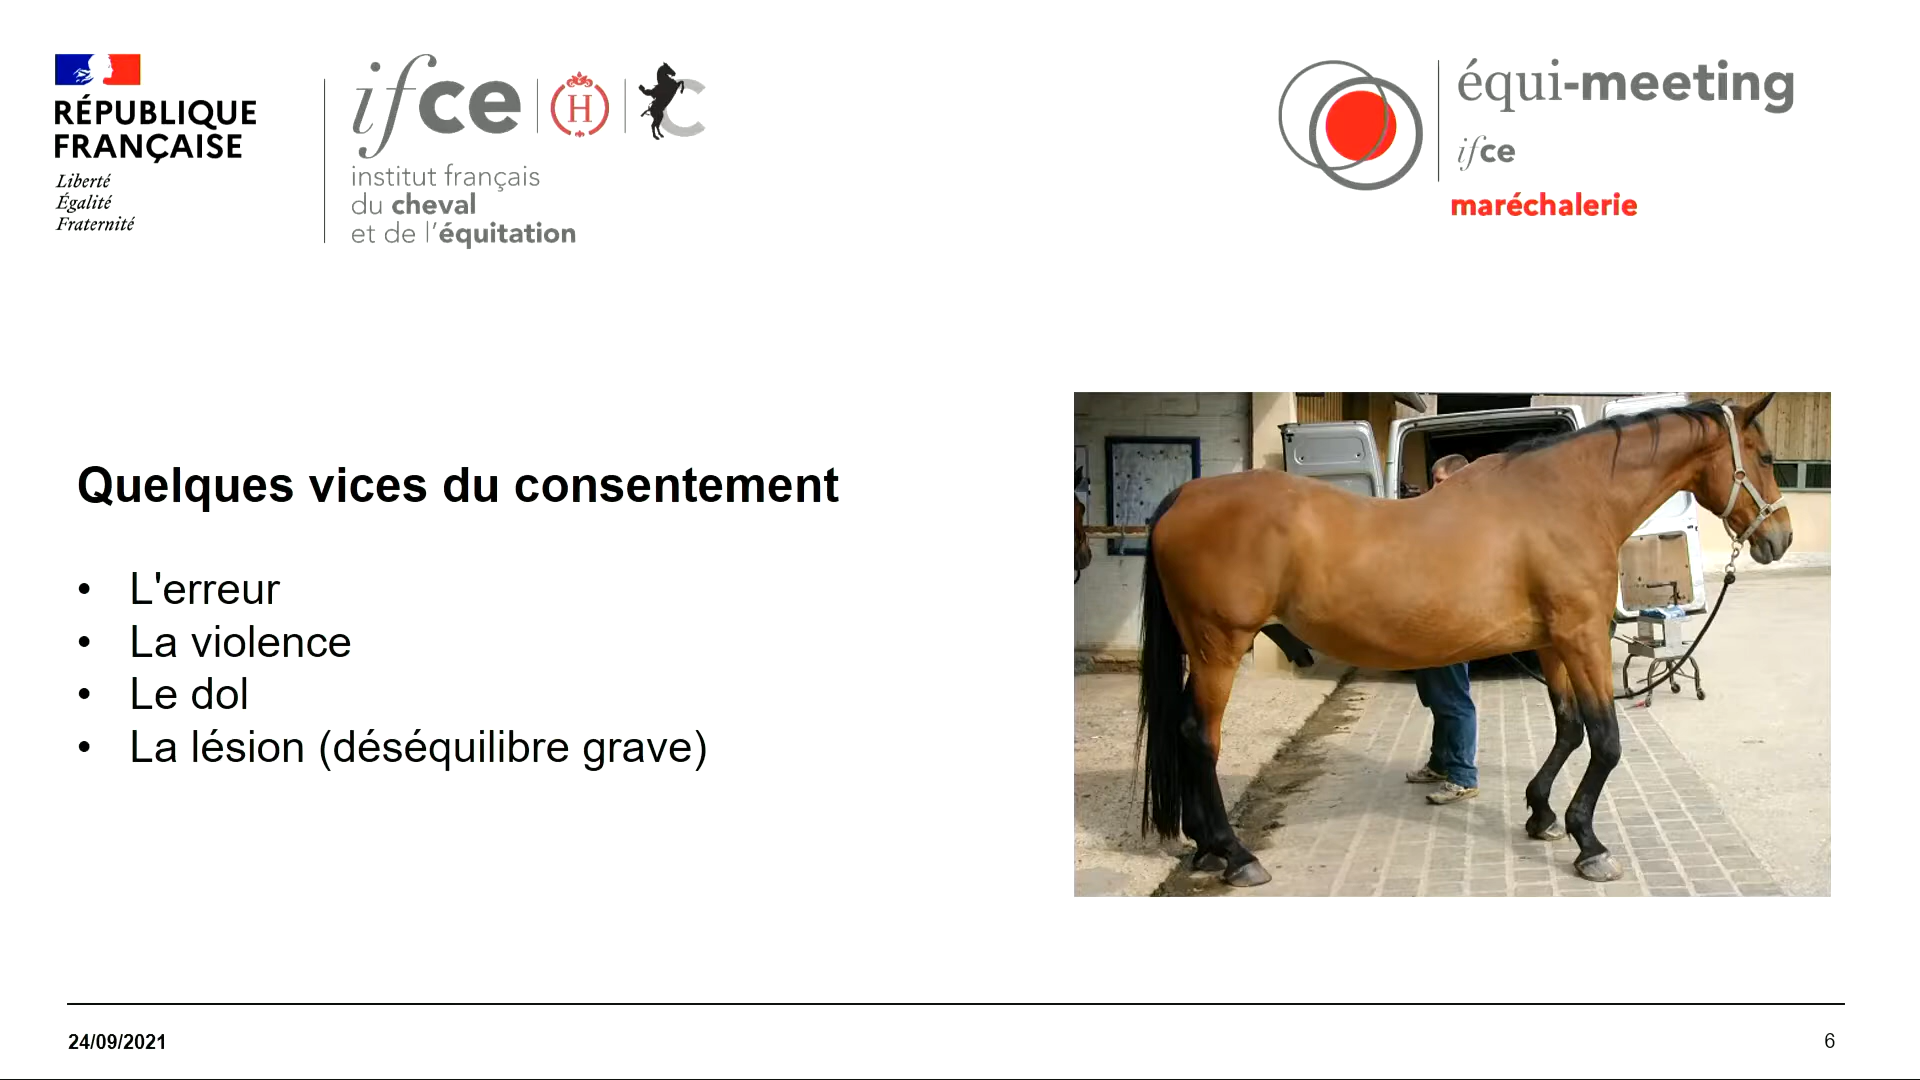 RÉPUBLIQUE
FRANÇAISE
Liberté
Égalité
Fraternité
ifce
H
C
institut français
du cheval
et de l'équitation
équi-meeting
ifce
maréchalerie
Quelques vices du consentement
• L'erreur
• La violence
• Le dol
• La lésion (déséquilibre grave)
24/09/2021
6